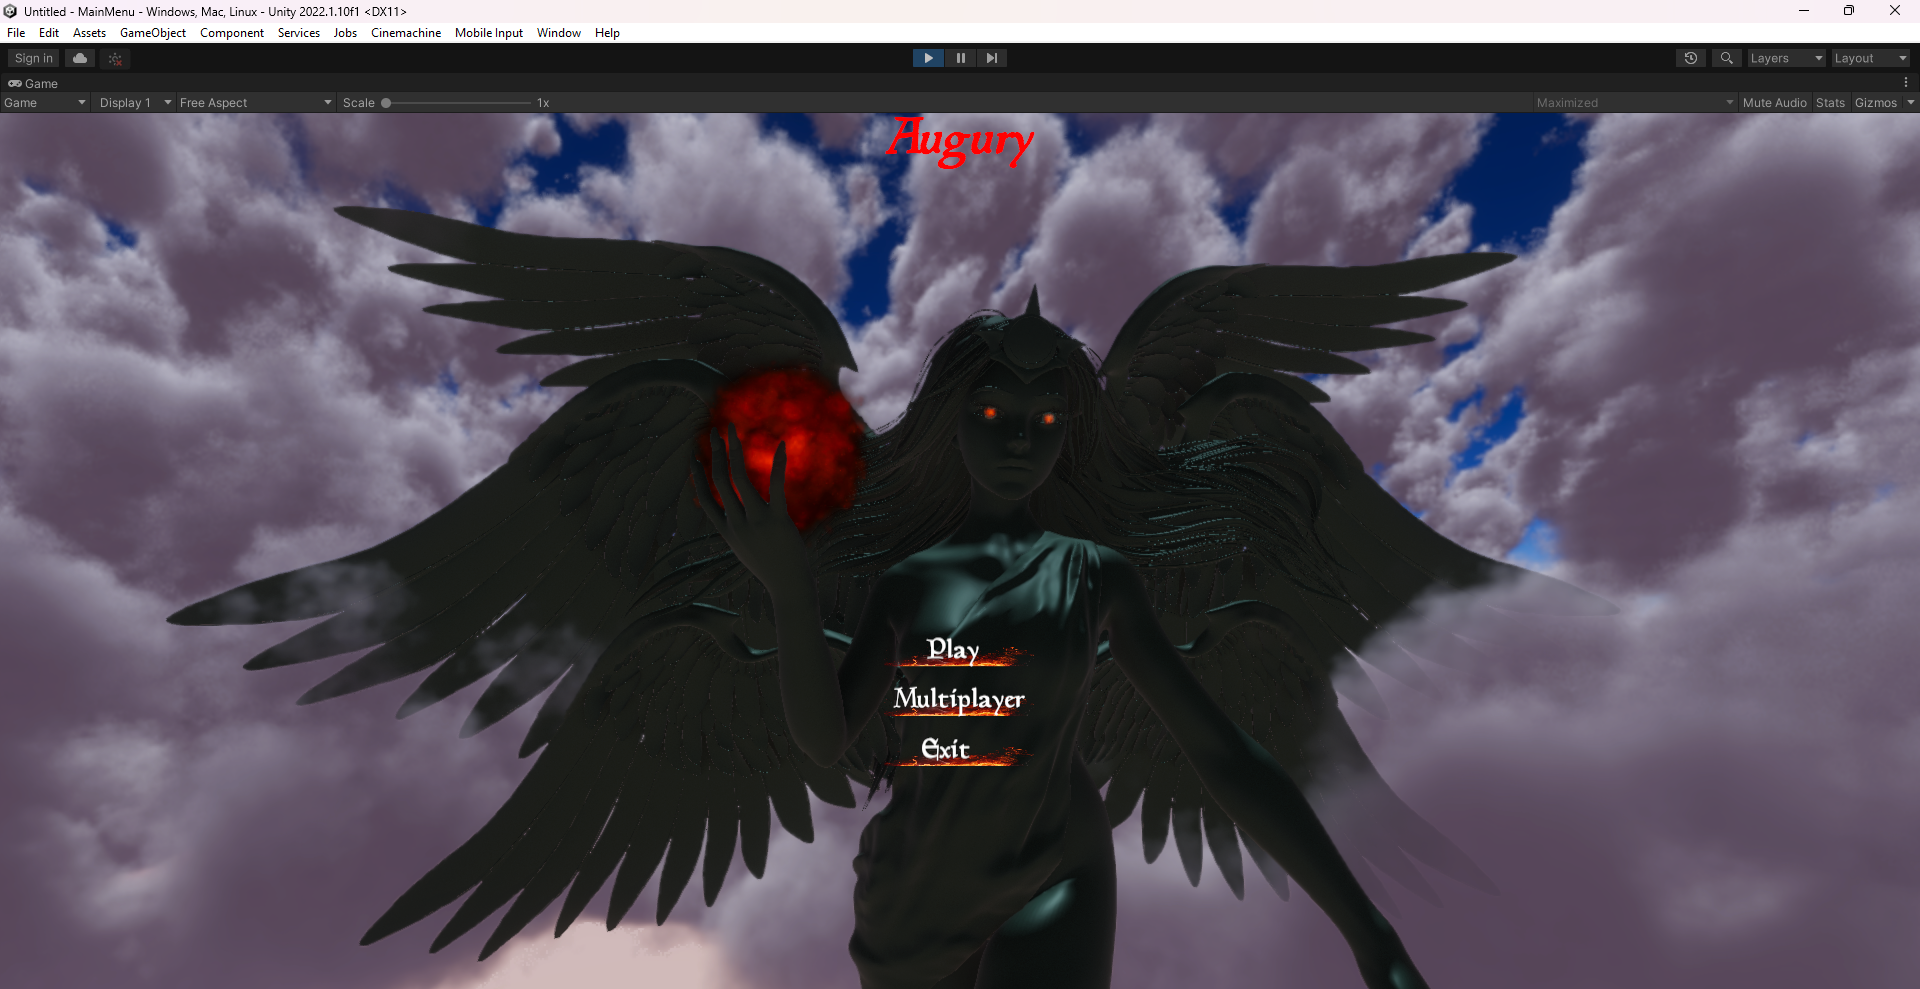 Untitled - MainMenu - Windows, Mac, Linux - Unity 2022.1.10f1 <DX11>
File Edit Assets GameObject Component Services Jobs Cinemachine Mobile Input Window Help
Sign in Layers Layout
Game
Game Display 1 Free Aspect Scale 1x Maximized Mute Audio Stats Gizmos
Augury
Play
Multiplayer
Exit